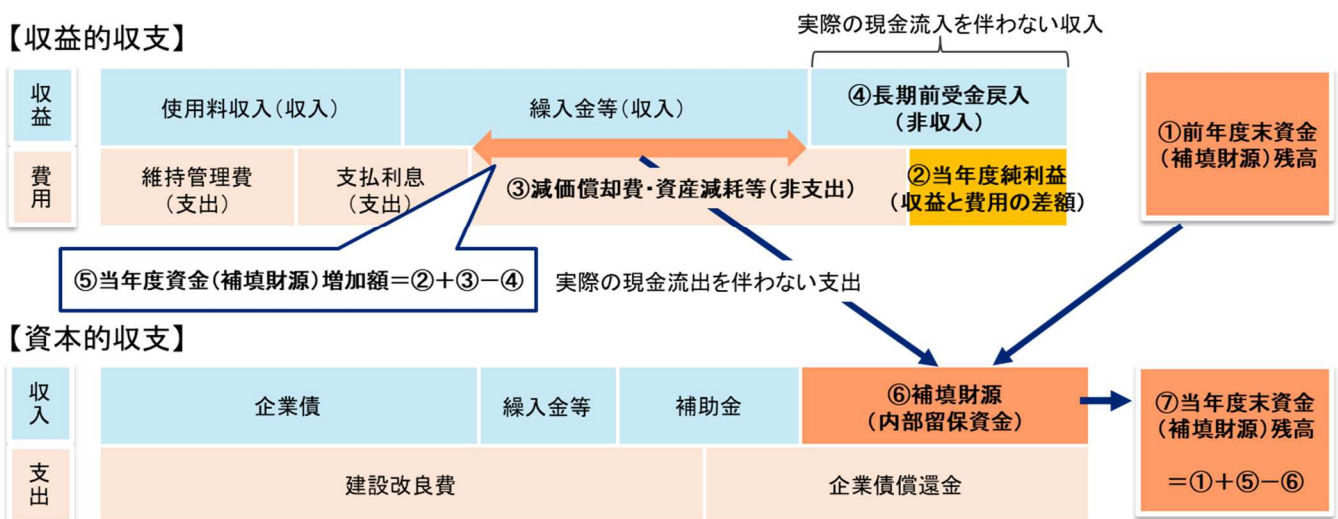 実際の現金流入を伴わない収入
【収益的収支】
収益
使用料収入(収入)
繰入金等(収入)
④長期前受金戻入
(非収入)
①前年度末資金
(補填財源)残高
費用
維持管理費
(支出)
支払利息
(支出)
③減価償却費・資産減耗等(非支出)
②当年度純利益
(収益と費用の差額)
⑤当年度資金(補填財源)増加額=②+③-④
実際の現金流出を伴わない支出
【資本的収支】
収入
企業債
繰入金等
補助金
⑥補填財源
(内部留保資金)
⑦当年度末資金
(補填財源)残高
=①+⑤-⑥
支出
建設改良費
企業債償還金